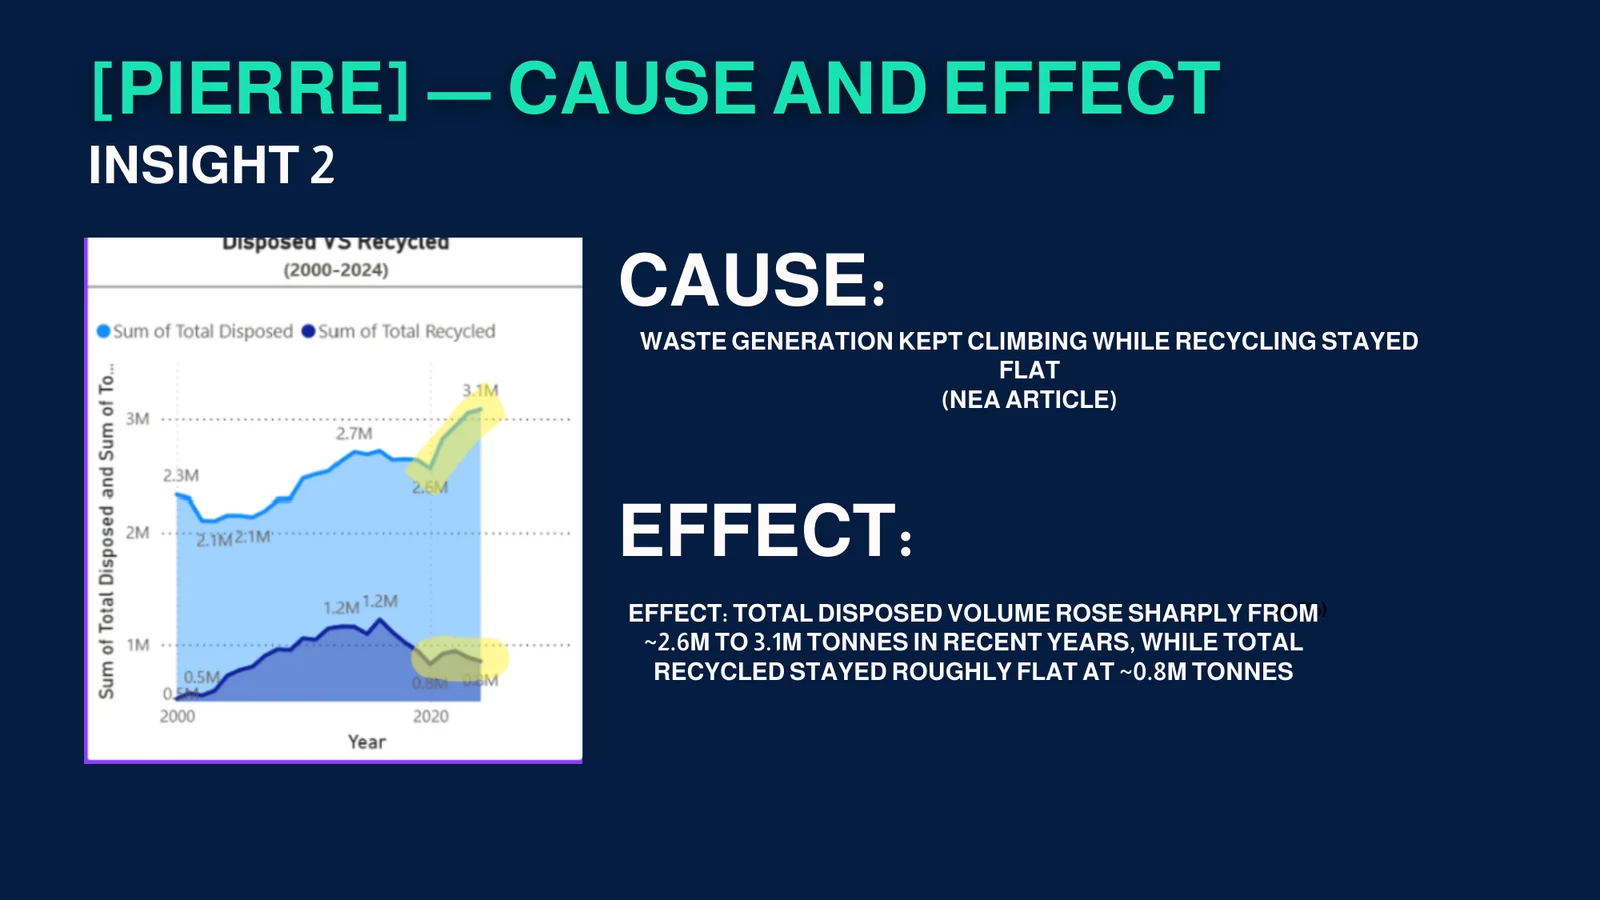 [PIERRE] — CAUSE AND EFFECT
INSIGHT 2
Disposed VS Recycled
(2000-2024)
Sum of Total Disposed Sum of Total Recycled
Sum of Total Disposed and Sum of To...
3M
2M
1M
2.3M
2.1M
2.1M
2.7M
2.6M
3.1M
0.5M
0.5M
1.2M
1.2M
0.8M
0.8M
2000
2020
Year
CAUSE:
WASTE GENERATION KEPT CLIMBING WHILE RECYCLING STAYED
FLAT
(NEA ARTICLE)
EFFECT:
EFFECT: TOTAL DISPOSED VOLUME ROSE SHARPLY FROM
~2.6M TO 3.1M TONNES IN RECENT YEARS, WHILE TOTAL
RECYCLED STAYED ROUGHLY FLAT AT ~0.8M TONNES